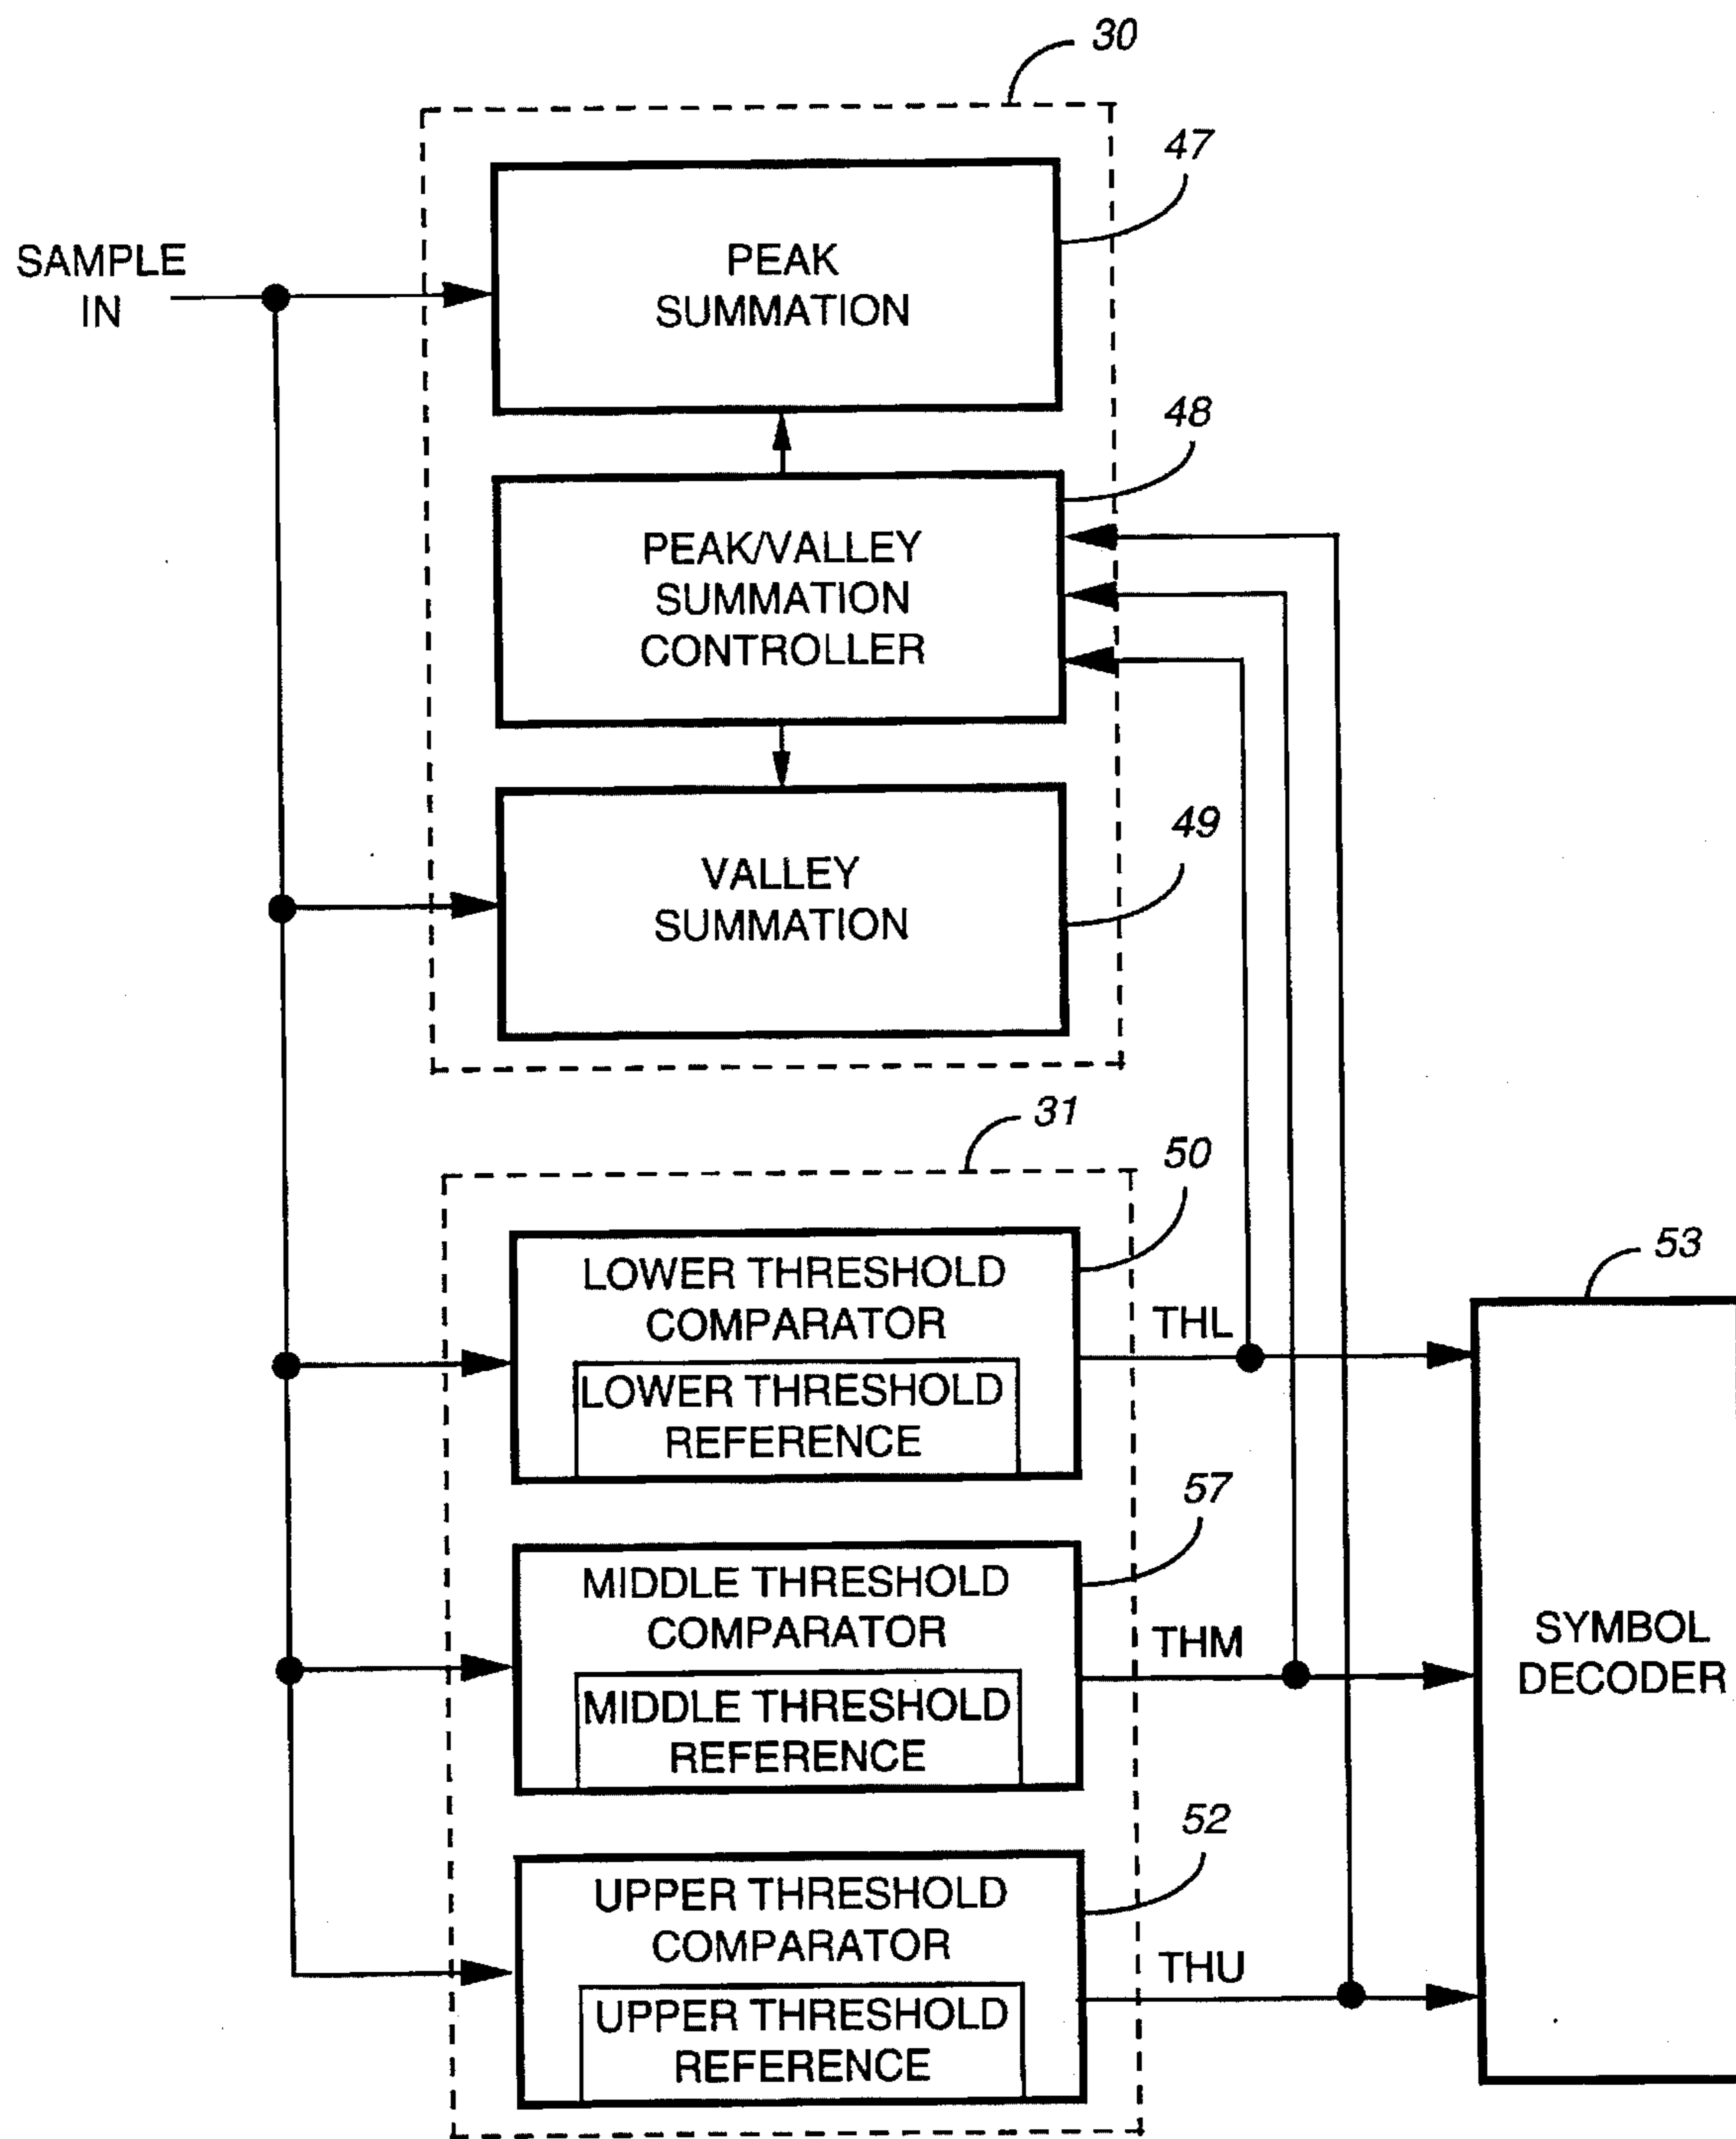 30
47
SAMPLE
IN
PEAK
SUMMATION
48
PEAK/VALLEY
SUMMATION
CONTROLLER
49
VALLEY
SUMMATION
31
50
LOWER THRESHOLD
COMPARATOR
LOWER THRESHOLD
REFERENCE
THL
53
57
MIDDLE THRESHOLD
COMPARATOR
MIDDLE THRESHOLD
REFERENCE
THM
SYMBOL
DECODER
52
UPPER THRESHOLD
COMPARATOR
UPPER THRESHOLD
REFERENCE
THU